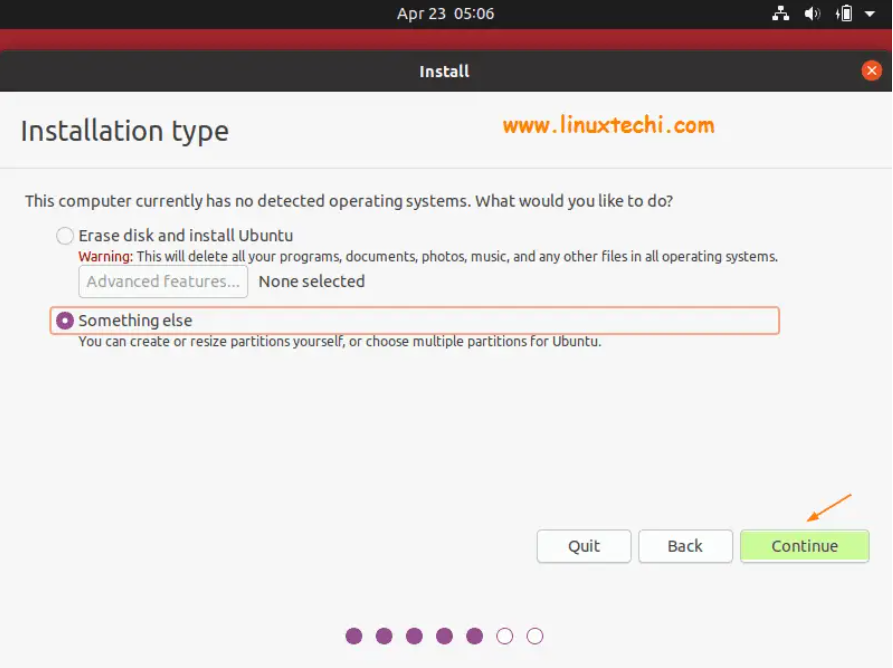 Apr 23 05:06
Install
Installation type
www.linuxtechi.com
This computer currently has no detected operating systems. What would you like to do?
Erase disk and install Ubuntu
Warning: This will delete all your programs, documents, photos, music, and any other files in all operating systems.
Advanced features... None selected
Something else
You can create or resize partitions yourself, or choose multiple partitions for Ubuntu.
Quit Back Continue